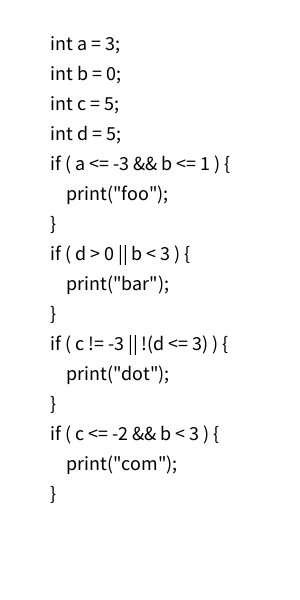 int a = 3;
int b = 0;
int c = 5;
int d = 5;
if ( a <= -3 && b <= 1 ) {
    print("foo");
}
if ( d > 0 || b < 3 ) {
    print("bar");
}
if ( c != -3 || !(d <= 3) ) {
    print("dot");
}
if ( c <= -2 && b < 3 ) {
    print("com");
}